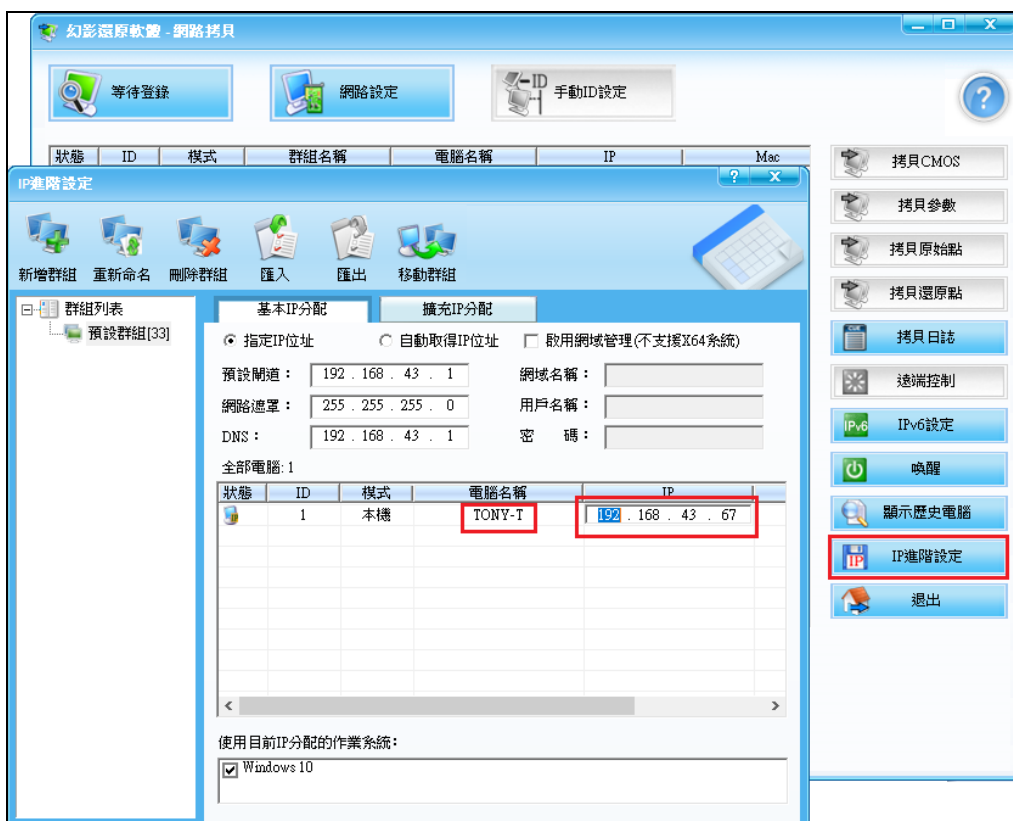 幻影還原軟體 - 網路拷貝
等待登錄 網路設定 手動ID設定
狀態 ID 模式 群組名稱 電腦名稱 IP Mac
拷貝CMOS
拷貝參數
拷貝原始點
拷貝還原點
拷貝日誌
遠端控制
IPv6設定
喚醒
顯示歷史電腦
IP進階設定
退出
IP進階設定
新增群組 重新命名 刪除群組 匯入 匯出 移動群組
群組列表
預設群組[33]
基本IP分配 擴充IP分配
指定IP位址 自動取得IP位址 啟用網域管理(不支援X64系統)
預設閘道： 192 . 168 . 43 . 1 網域名稱：
網路遮罩： 255 . 255 . 255 . 0 用戶名稱：
DNS： 192 . 168 . 43 . 1 密 碼：
全部電腦: 1
狀態 ID 模式 電腦名稱 IP
1 本機 TONY-T 192 . 168 . 43 . 67
使用目前IP分配的作業系統：
Windows 10